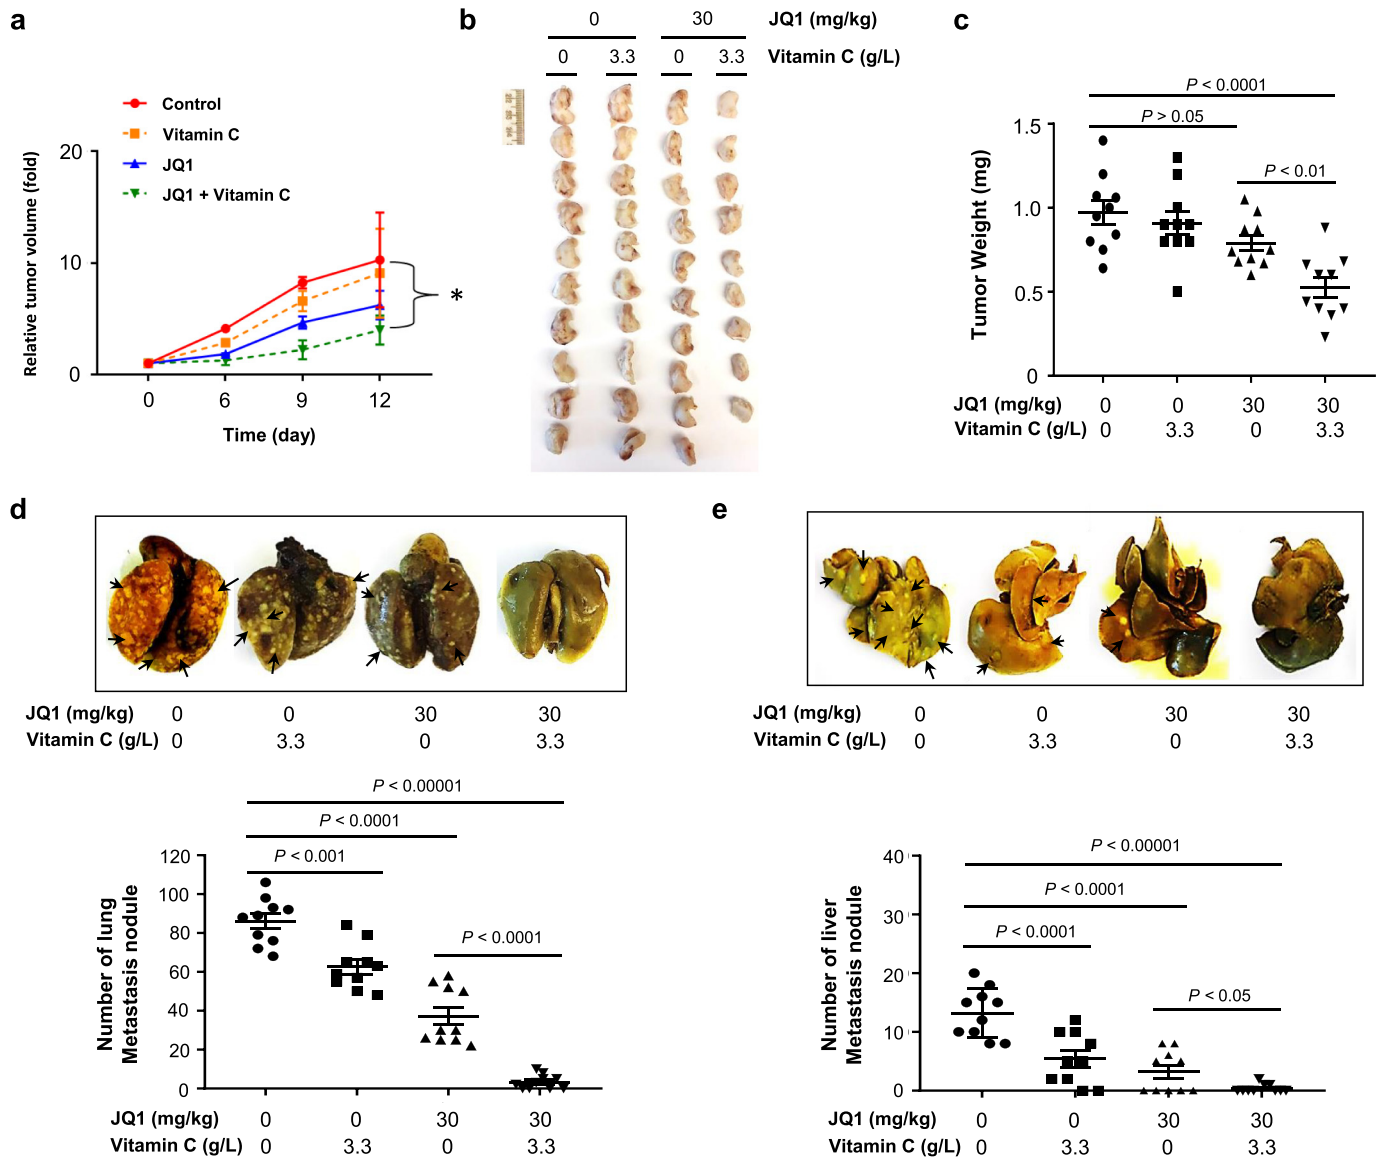 a
Control
Vitamin C
JQ1
JQ1 + Vitamin C
Relative tumor volume (fold)
20
10
0
0 6 9 12
Time (day)
*
b
0 30 JQ1 (mg/kg)
0 3.3 0 3.3 Vitamin C (g/L)
c
P < 0.0001
P > 0.05
P < 0.01
Tumor Weight (mg)
1.5
1.0
0.5
0
JQ1 (mg/kg) 0 0 30 30
Vitamin C (g/L) 0 3.3 0 3.3
d
JQ1 (mg/kg) 0 0 30 30
Vitamin C (g/L) 0 3.3 0 3.3
P < 0.00001
P < 0.0001
P < 0.001
P < 0.0001
Number of lung
Metastasis nodule
120
100
80
60
40
20
0
JQ1 (mg/kg) 0 0 30 30
Vitamin C (g/L) 0 3.3 0 3.3
e
JQ1 (mg/kg) 0 0 30 30
Vitamin C (g/L) 0 3.3 0 3.3
P < 0.00001
P < 0.0001
P < 0.0001
P < 0.05
Number of liver
Metastasis nodule
40
30
20
10
0
JQ1 (mg/kg) 0 0 30 30
Vitamin C (g/L) 0 3.3 0 3.3